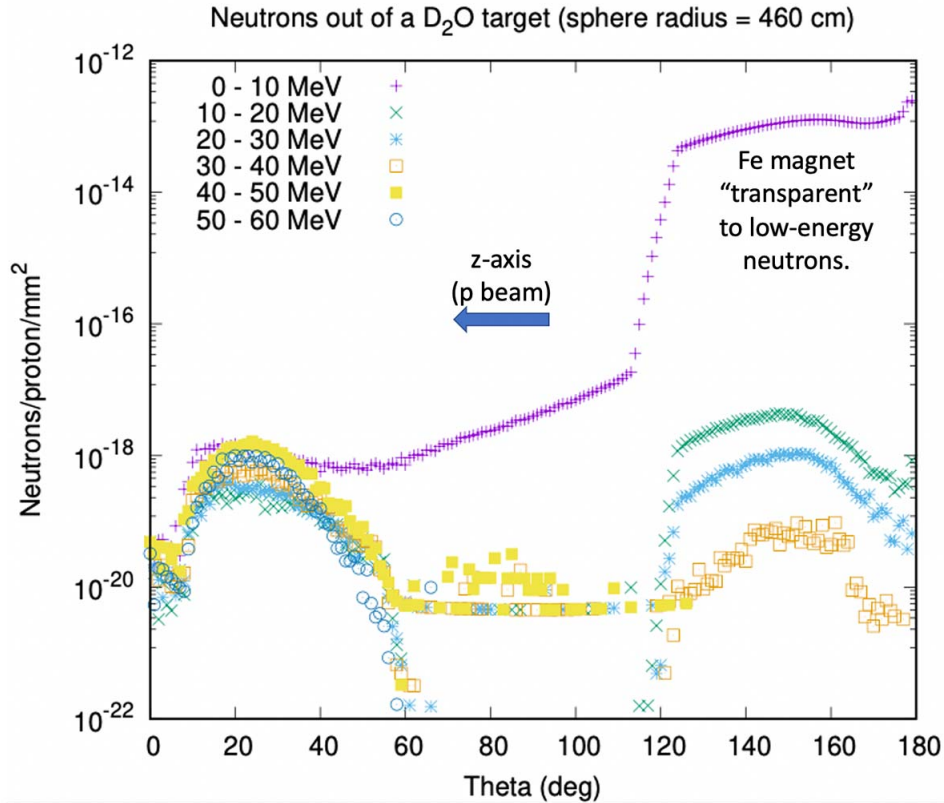 Neutrons out of a D₂O target (sphere radius = 460 cm)
10⁻¹²
10⁻¹⁴
10⁻¹⁶
10⁻¹⁸
10⁻²⁰
10⁻²²
Neutrons/proton/mm²
0 - 10 MeV
10 - 20 MeV
20 - 30 MeV
30 - 40 MeV
40 - 50 MeV
50 - 60 MeV
Fe magnet
“transparent”
to low-energy
neutrons.
z-axis
(p beam)
0 20 40 60 80 100 120 140 160 180
Theta (deg)